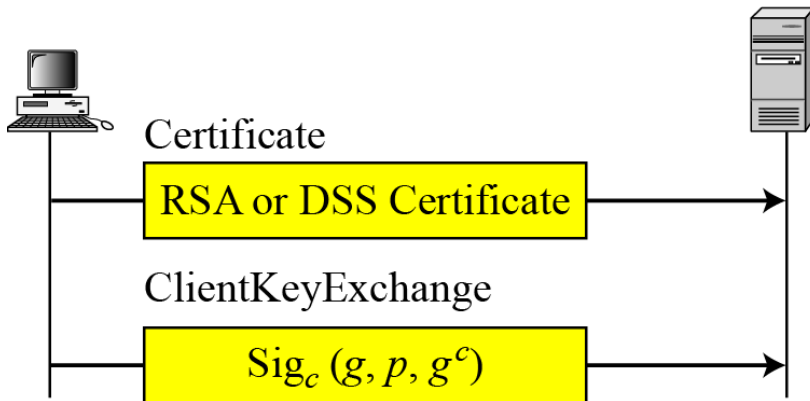 Certificate
RSA or DSS Certificate
ClientKeyExchange
Sig_c (g, p, g^c)